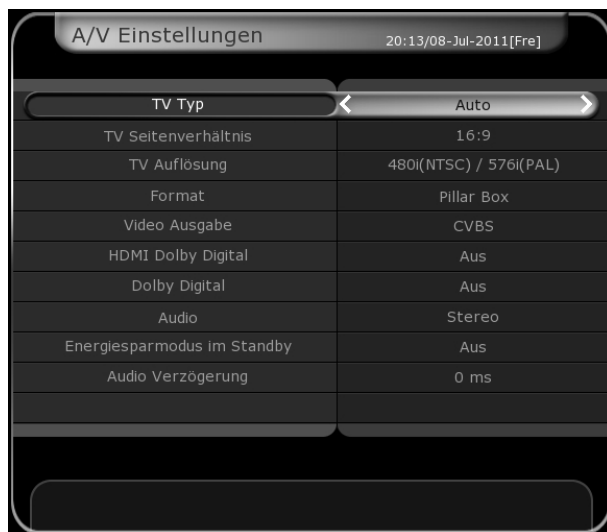 A/V Einstellungen 20:13/08-Jul-2011[Fre]
TV Typ Auto
TV Seitenverhältnis 16:9
TV Auflösung 480i(NTSC) / 576i(PAL)
Format Pillar Box
Video Ausgabe CVBS
HDMI Dolby Digital Aus
Dolby Digital Aus
Audio Stereo
Energiesparmodus im Standby Aus
Audio Verzögerung 0 ms